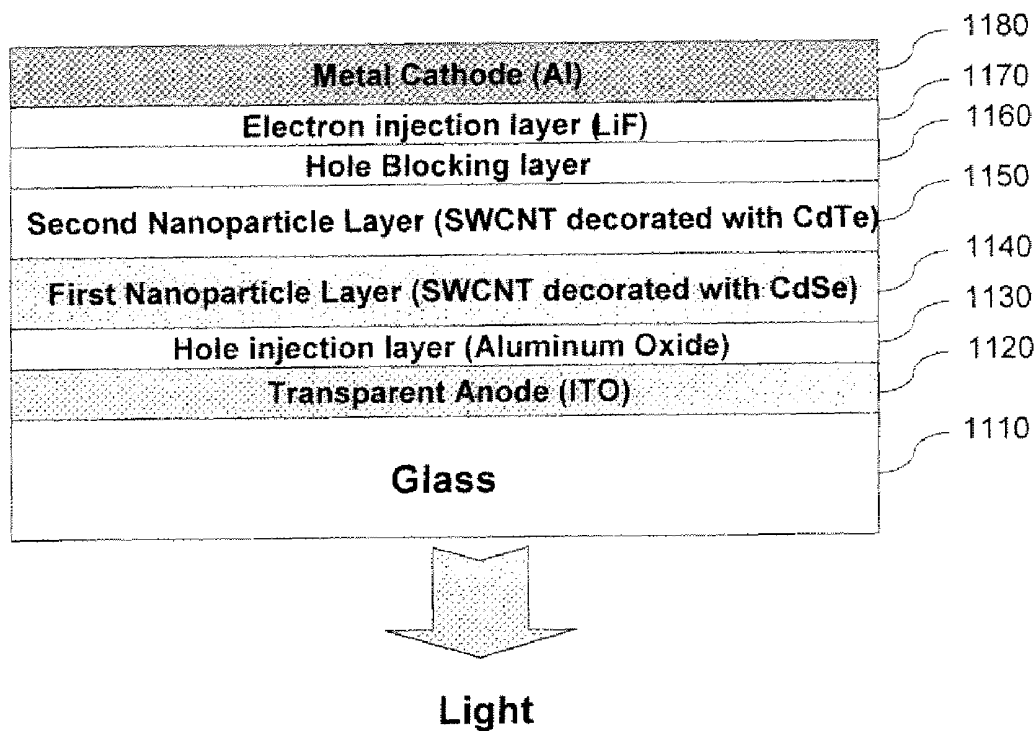 1180
Metal Cathode (Al)
1170
Electron injection layer (LiF)
1160
Hole Blocking layer
1150
Second Nanoparticle Layer (SWCNT decorated with CdTe)
1140
First Nanoparticle Layer (SWCNT decorated with CdSe)
1130
Hole injection layer (Aluminum Oxide)
1120
Transparent Anode (ITO)
1110
Glass
Light